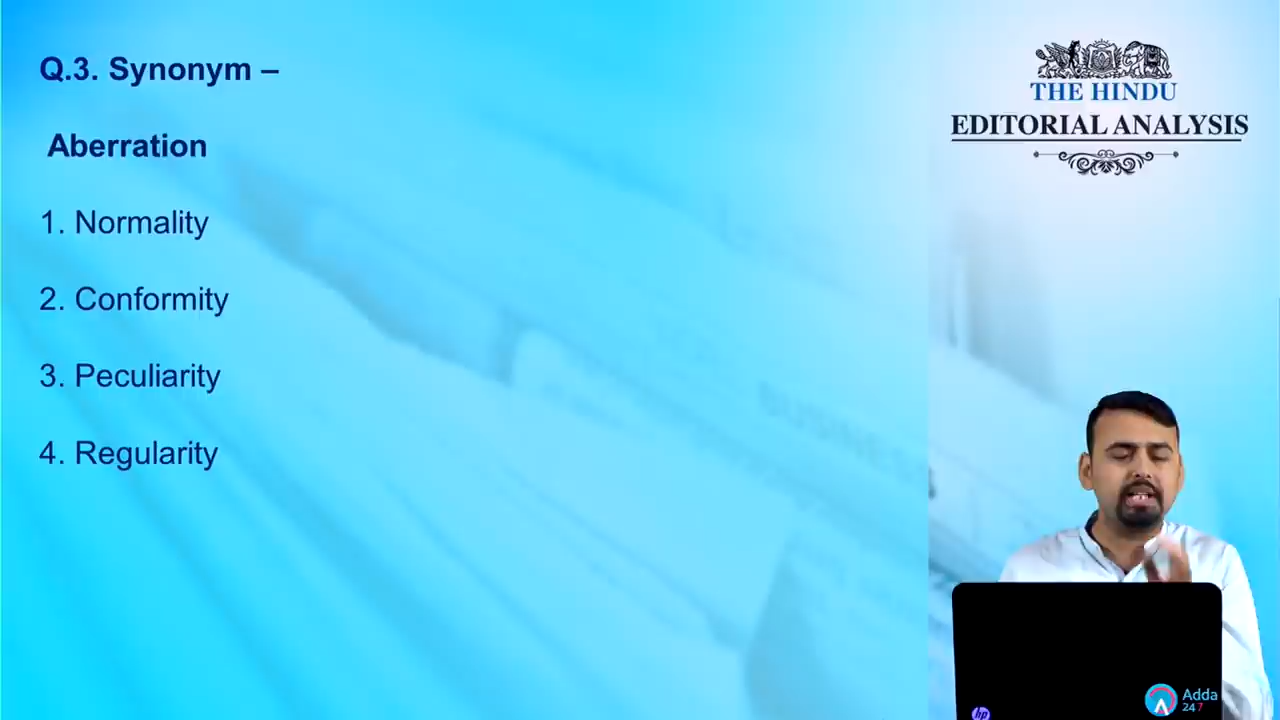 Q.3. Synonym –
Aberration
1. Normality
2. Conformity
3. Peculiarity
4. Regularity
THE HINDU
EDITORIAL ANALYSIS
hp
Adda
247